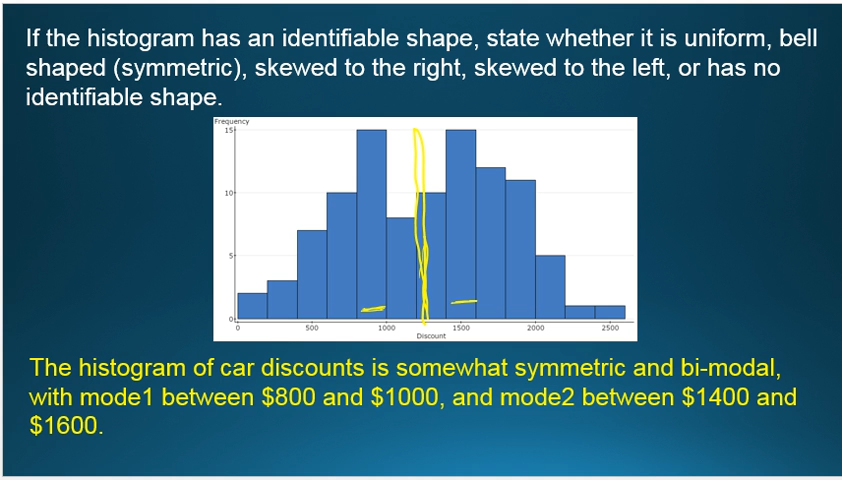 If the histogram has an identifiable shape, state whether it is uniform, bell
shaped (symmetric), skewed to the right, skewed to the left, or has no
identifiable shape.
Frequency
15
10
5
0
0 500 1000 1500 2000 2500
Discount
The histogram of car discounts is somewhat symmetric and bi-modal,
with mode1 between $800 and $1000, and mode2 between $1400 and
$1600.